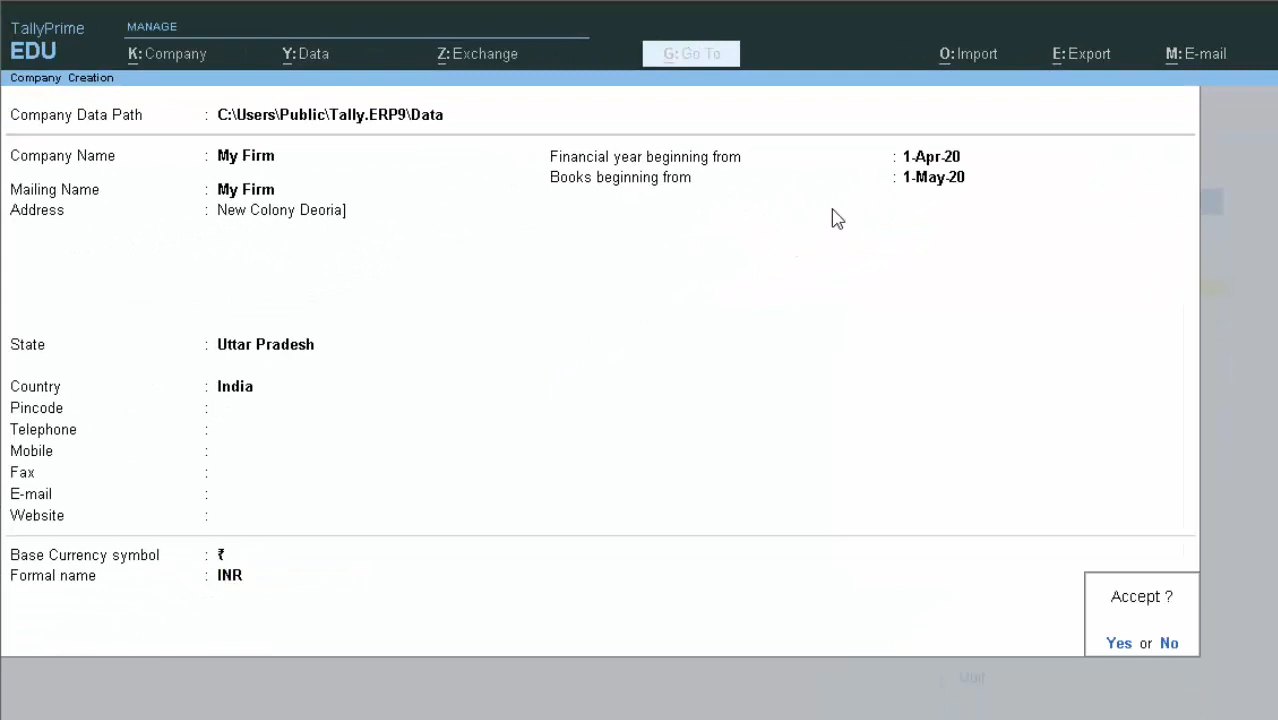 TallyPrime
EDU
MANAGE
K: Company Y: Data Z: Exchange G: Go To O: Import E: Export M: E-mail
Company Creation
Company Data Path : C:\Users\Public\Tally.ERP9\Data
Company Name : My Firm Financial year beginning from : 1-Apr-20
Books beginning from : 1-May-20
Mailing Name : My Firm
Address : New Colony Deoria]
State : Uttar Pradesh
Country : India
Pincode :
Telephone :
Mobile :
Fax :
E-mail :
Website :
Base Currency symbol : ₹
Formal name : INR
Accept ?
Yes or No